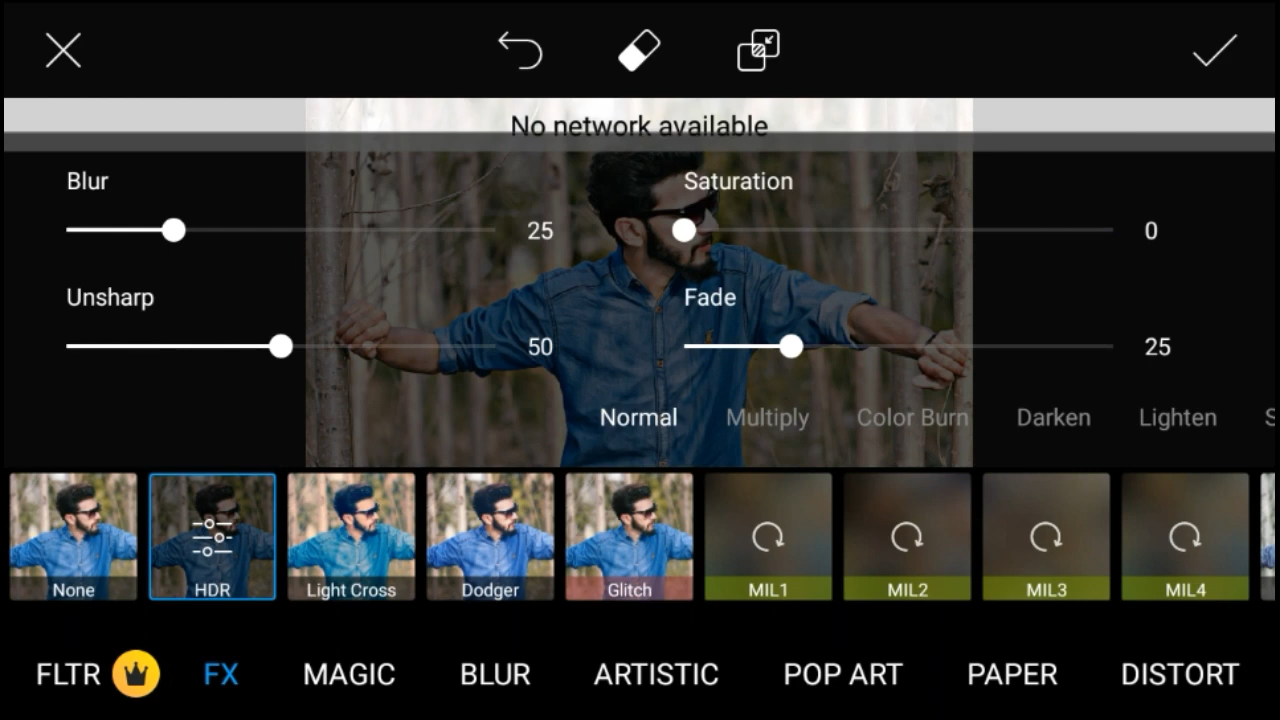 No network available
Blur
25
Saturation
0
Unsharp
50
Fade
25
Normal Multiply Color Burn Darken Lighten S
None HDR Light Cross Dodger Glitch MIL1 MIL2 MIL3 MIL4
FLTR FX MAGIC BLUR ARTISTIC POP ART PAPER DISTORT